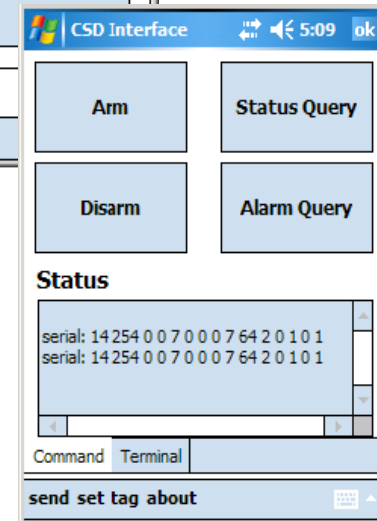 CSD Interface 5:09 ok
Arm Status Query
Disarm Alarm Query
Status
serial: 14 254 0 0 7 0 0 0 7 64 2 0 1 0 1
serial: 14 254 0 0 7 0 0 0 7 64 2 0 1 0 1
Command Terminal
send set tag about